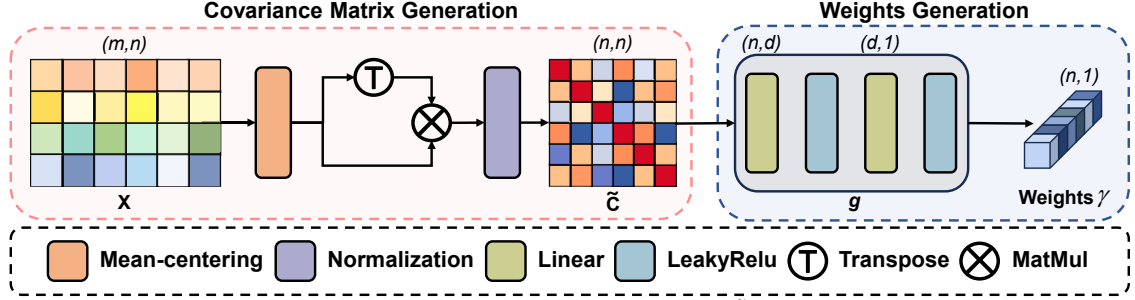 Covariance Matrix Generation
Weights Generation
(m,n)
(n,n)
(n,d)
(d,1)
(n,1)
T
X
C̃
g
Weights γ
Mean-centering
Normalization
Linear
LeakyRelu
T
Transpose
MatMul